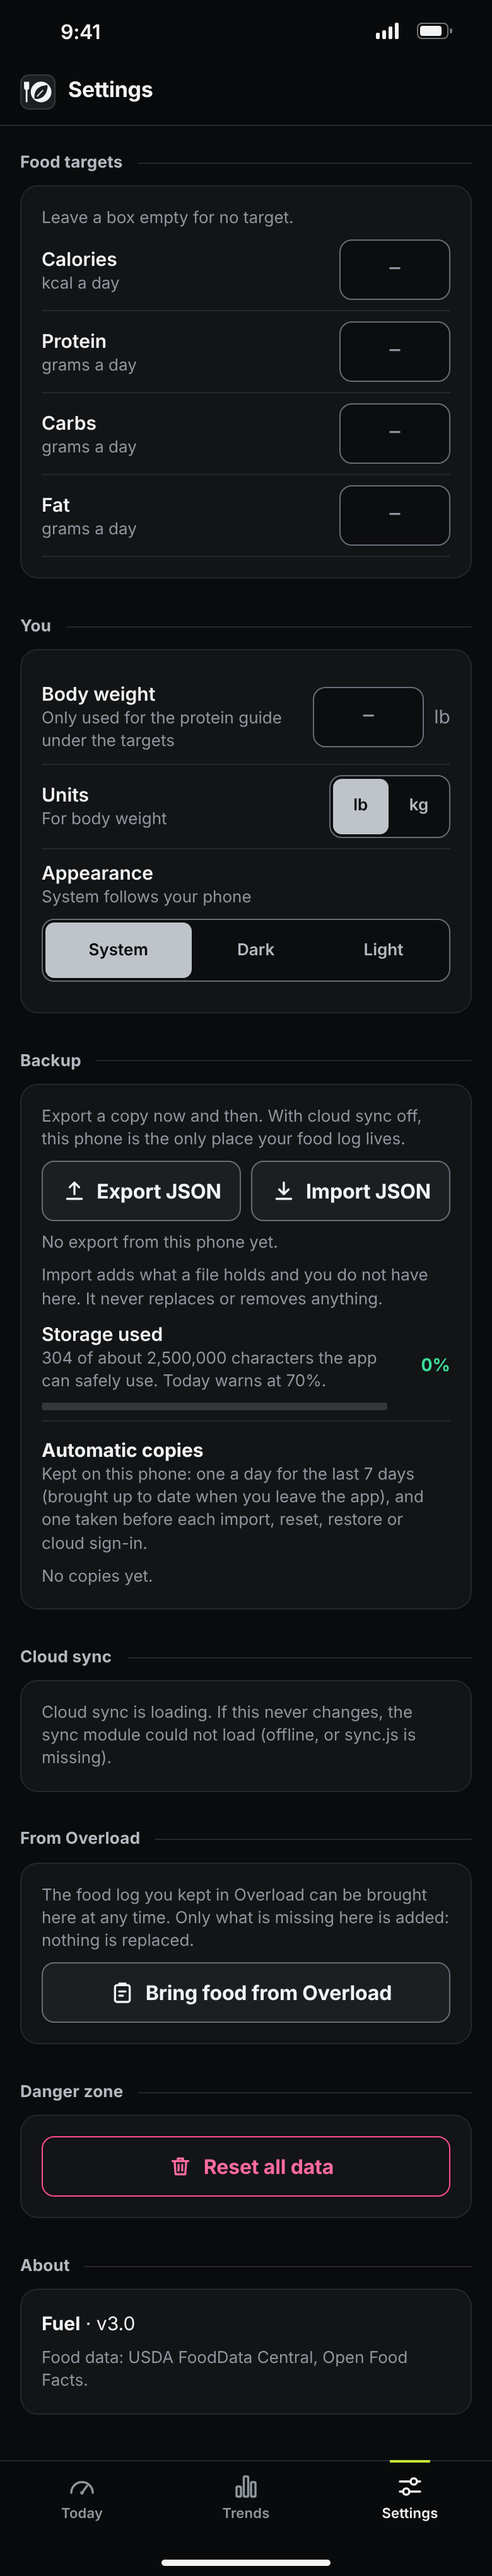 9:41
Settings
Food targets
Leave a box empty for no target.
Calories
kcal a day
–
Protein
grams a day
–
Carbs
grams a day
–
Fat
grams a day
–
You
Body weight
Only used for the protein guide
under the targets
– lb
Units
For body weight
lb kg
Appearance
System follows your phone
System Dark Light
Backup
Export a copy now and then. With cloud sync off,
this phone is the only place your food log lives.
Export JSON Import JSON
No export from this phone yet.
Import adds what a file holds and you do not have
here. It never replaces or removes anything.
Storage used
304 of about 2,500,000 characters the app
can safely use. Today warns at 70%.
0%
Automatic copies
Kept on this phone: one a day for the last 7 days
(brought up to date when you leave the app), and
one taken before each import, reset, restore or
cloud sign-in.
No copies yet.
Cloud sync
Cloud sync is loading. If this never changes, the
sync module could not load (offline, or sync.js is
missing).
From Overload
The food log you kept in Overload can be brought
here at any time. Only what is missing here is added:
nothing is replaced.
Bring food from Overload
Danger zone
Reset all data
About
Fuel · v3.0
Food data: USDA FoodData Central, Open Food
Facts.
Today Trends Settings